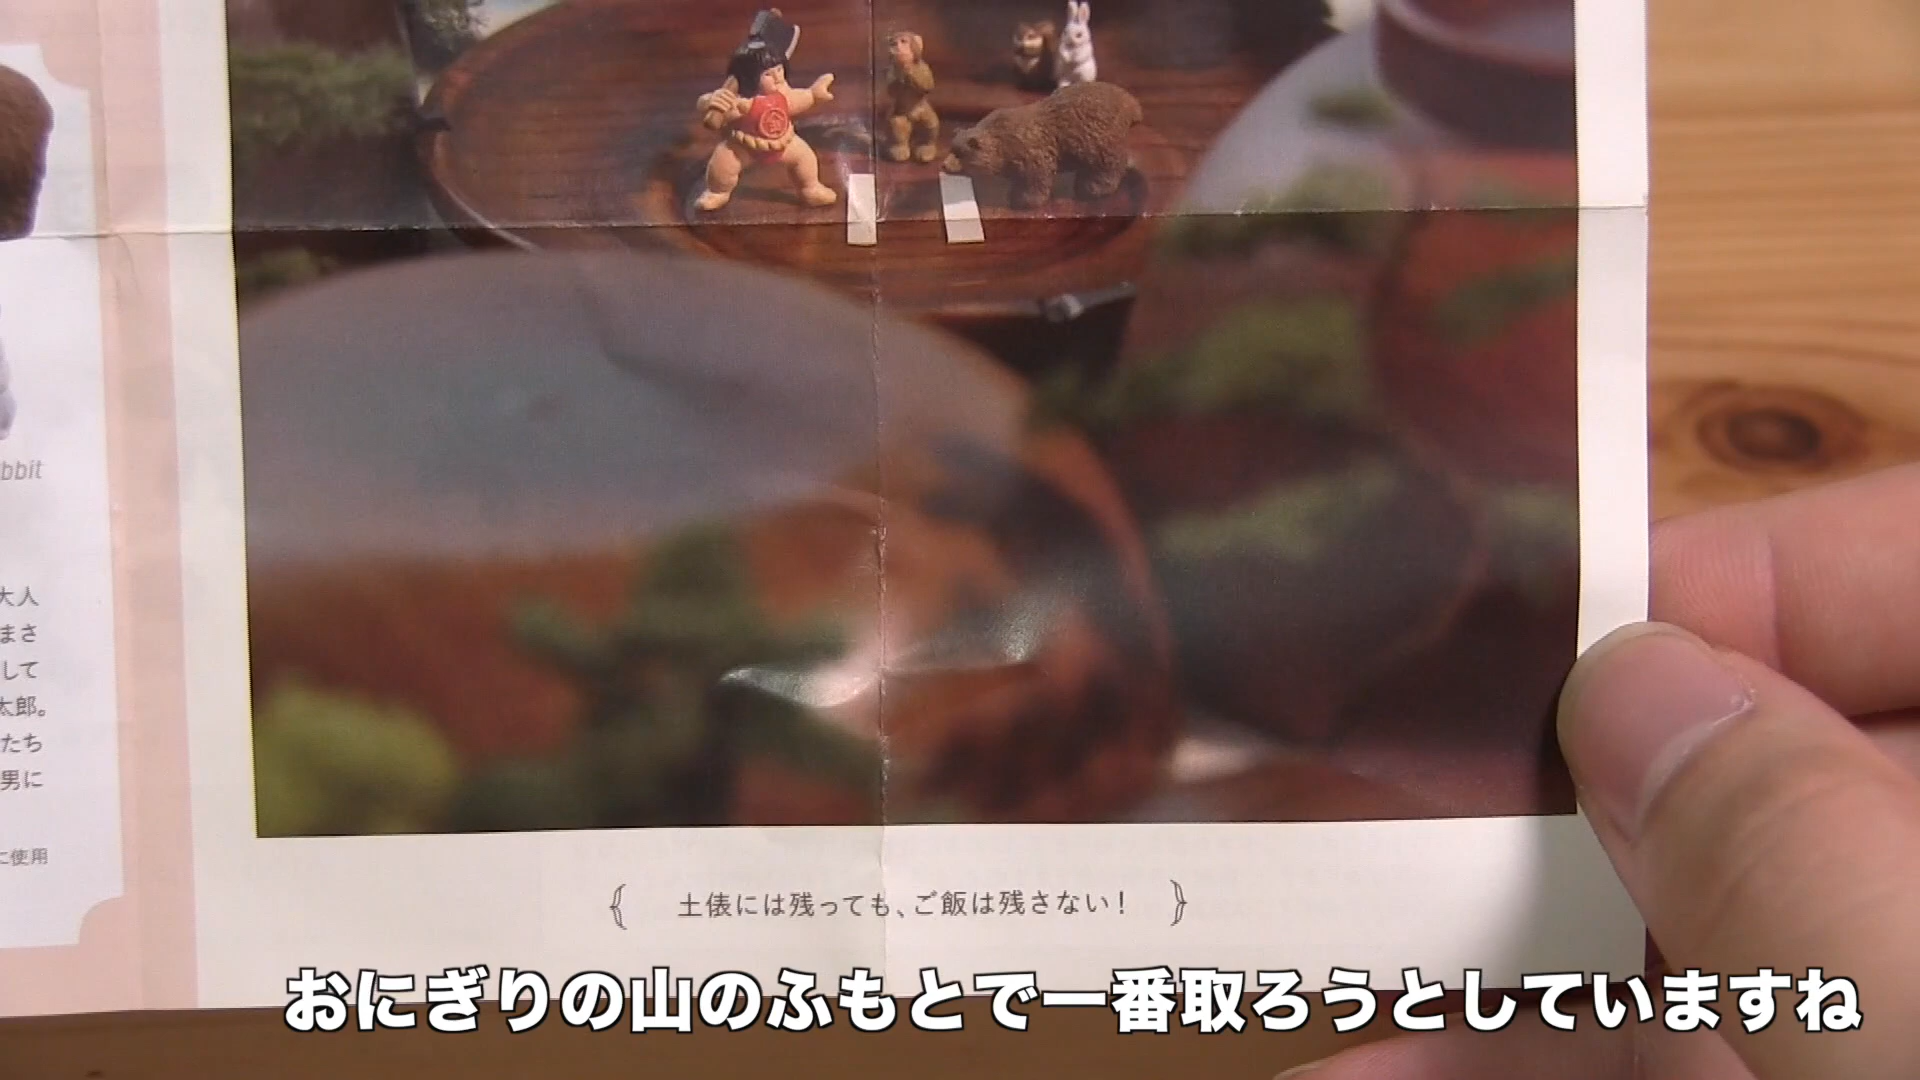 bbit
大人
まさ
して
太郎。
たち
男に
に使用
土俵には残っても、ご飯は残さない！
おにぎりの山のふもとで一番取ろうとしていますね